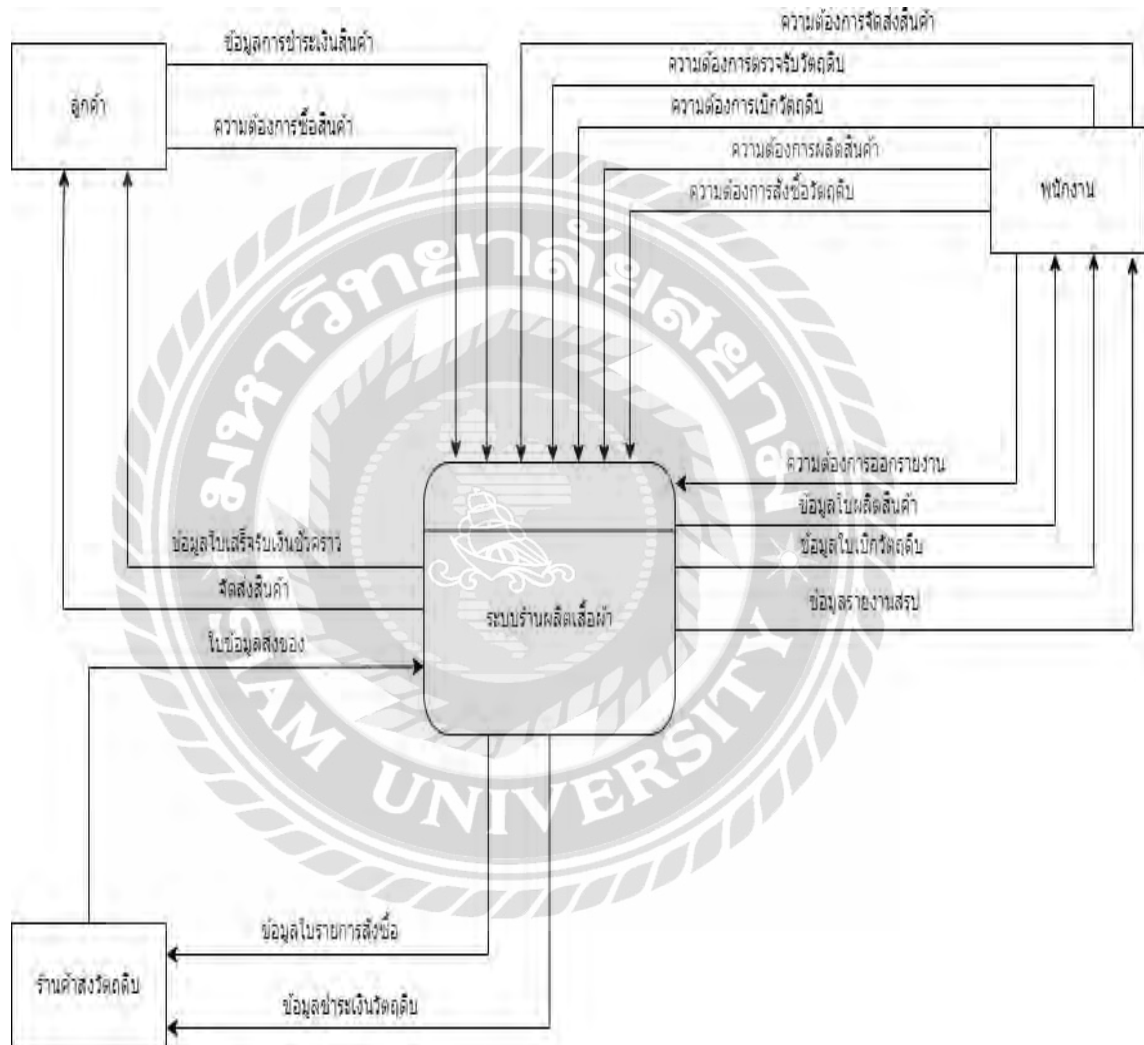 ความต้องการจัดส่งสินค้า
ข้อมูลการชำระเงินสินค้า
ความต้องการตรวจรับวัตถุดิบ
ลูกค้า
ความต้องการเบิกวัตถุดิบ
ความต้องการซื้อสินค้า
ความต้องการผลิตสินค้า
พนักงาน
ความต้องการสั่งซื้อวัตถุดิบ
มหาวิทยาลัยสยาม
ความต้องการออกรายงาน
ข้อมูลใบผลิตสินค้า
ข้อมูลใบเสร็จรับเงินชั่วคราว
ข้อมูลใบเบิกวัตถุดิบ
จัดส่งสินค้า
ข้อมูลรายงานสรุป
ระบบร้านผลิตเสื้อผ้า
ใบข้อมูลส่งของ
SIAM UNIVERSITY
ข้อมูลใบรายการสั่งซื้อ
ร้านค้าส่งวัตถุดิบ
ข้อมูลชำระเงินวัตถุดิบ